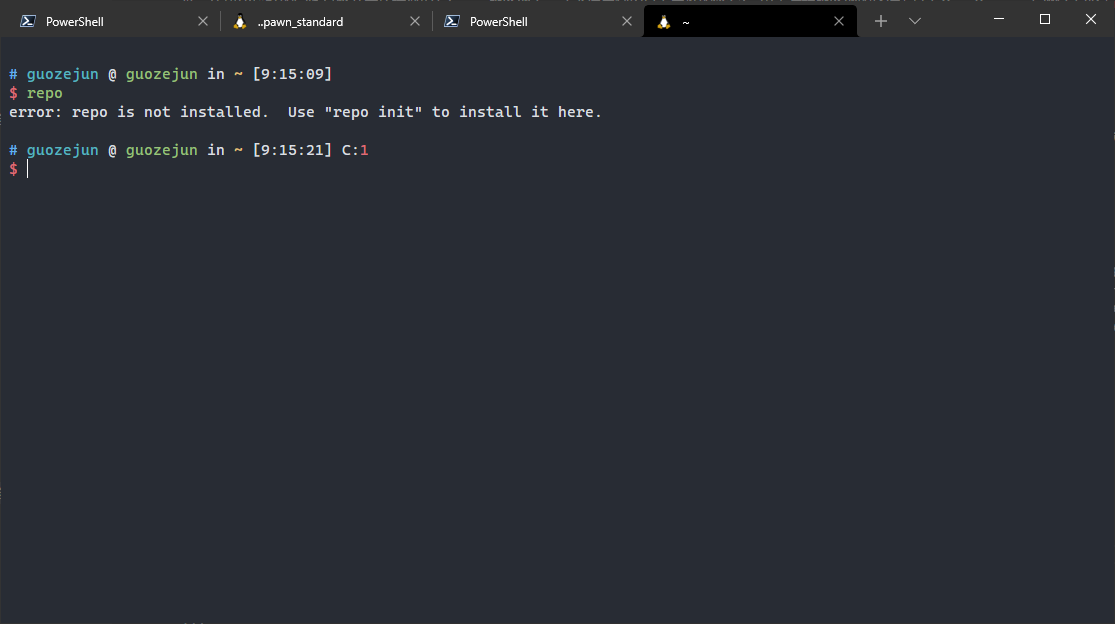 PowerShell ..pawn_standard PowerShell ~
# guozejun @ guozejun in ~ [9:15:09]
$ repo
error: repo is not installed.  Use "repo init" to install it here.
# guozejun @ guozejun in ~ [9:15:21] C:1
$